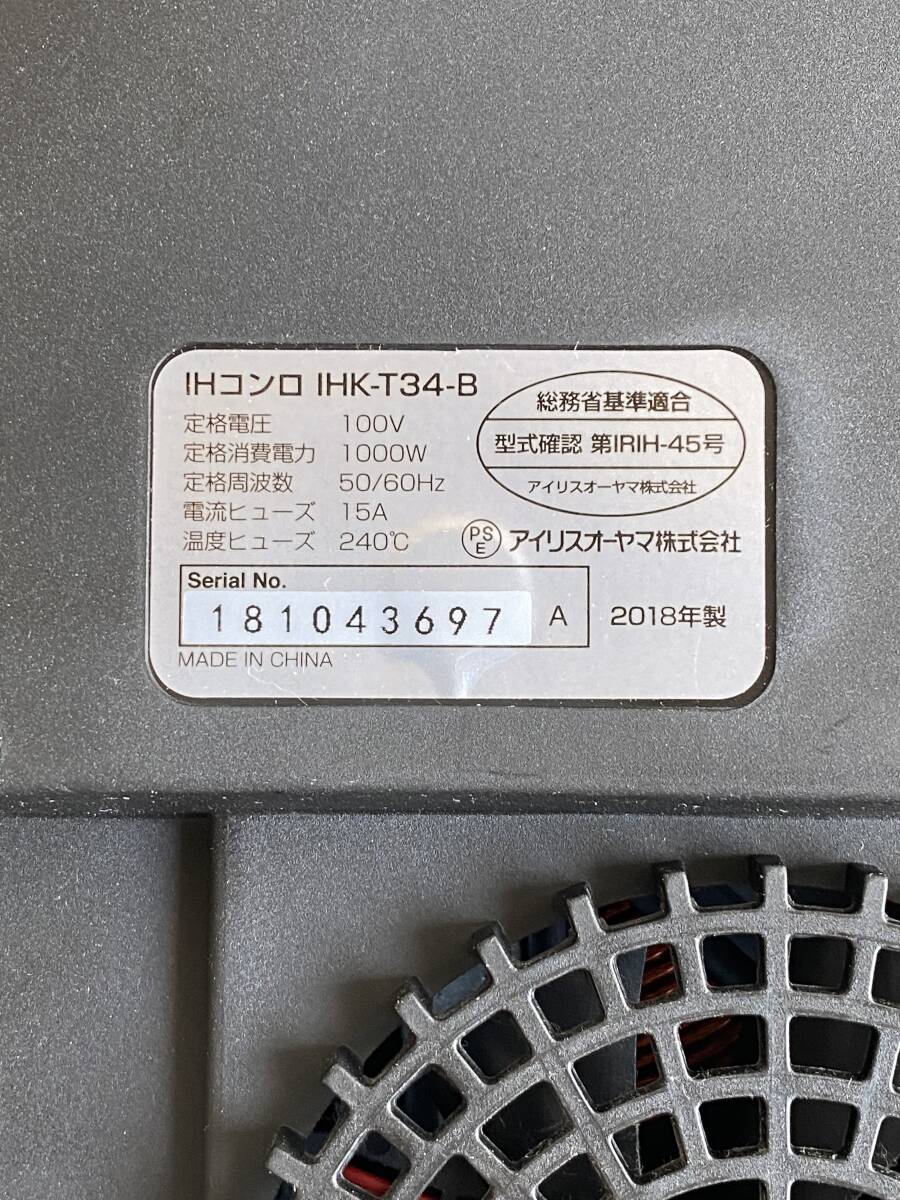 IHコンロ IHK-T34-B
定格電圧 100V
定格消費電力 1000W
定格周波数 50/60Hz
電流ヒューズ 15A
温度ヒューズ 240℃
総務省基準適合
型式確認 第IRIH-45号
アイリスオーヤマ株式会社
PSE アイリスオーヤマ株式会社
Serial No.
181043697 A 2018年製
MADE IN CHINA